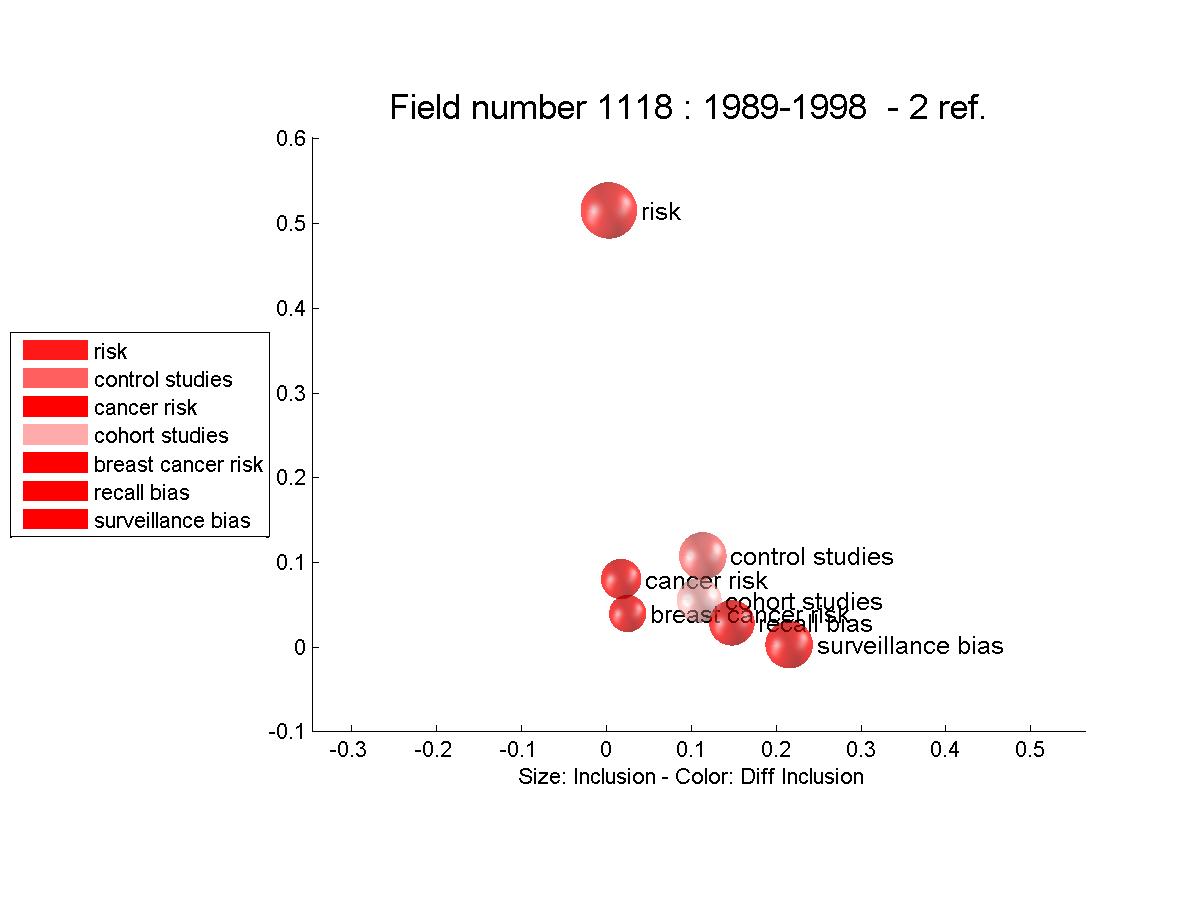 Field number 1118 : 1989-1998 - 2 ref.
0.6
0.5
0.4
0.3
0.2
0.1
0
-0.1
-0.3 -0.2 -0.1 0 0.1 0.2 0.3 0.4 0.5
Size: Inclusion - Color: Diff Inclusion
risk
control studies
cancer risk
cohort studies
breast cancer risk
recall bias
surveillance bias
risk
control studies
cancer risk
cohort studies
breast cancer risk
recall bias
surveillance bias